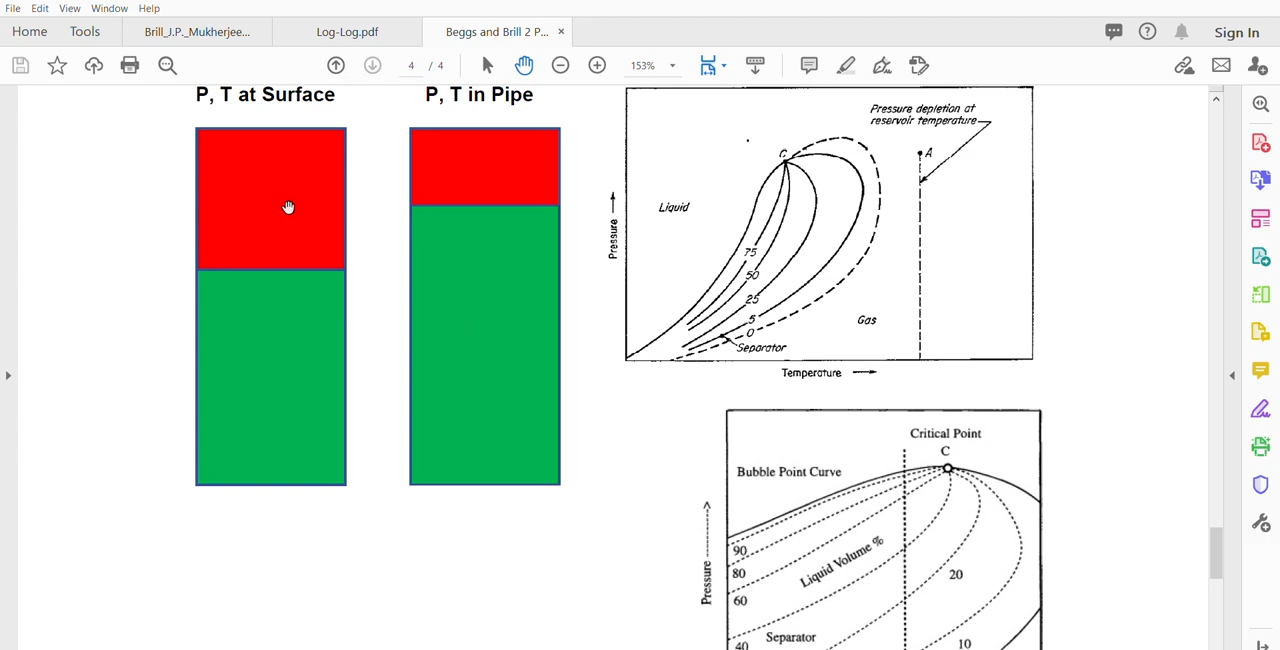 File Edit View Window Help
Home Tools Brill_J.P._Mukherjee... Log-Log.pdf Beggs and Brill 2 P... × Sign In
4 / 4 153%
P, T at Surface P, T in Pipe
Pressure depletion at
reservoir temperature
C
A
Liquid
Pressure
75
50
25
5
0
Gas
Separator
Temperature
Critical Point
C
Bubble Point Curve
Pressure
Liquid Volume %
90
80
60
40
20
10
Separator